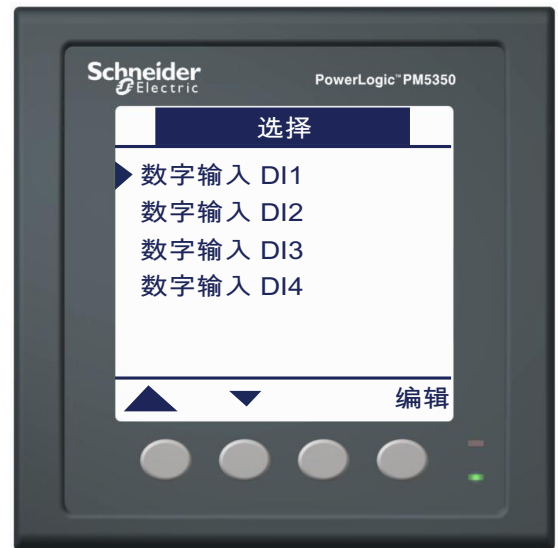 Schneider Electric
PowerLogic™ PM5350
选择
数字输入 DI1
数字输入 DI2
数字输入 DI3
数字输入 DI4
编辑